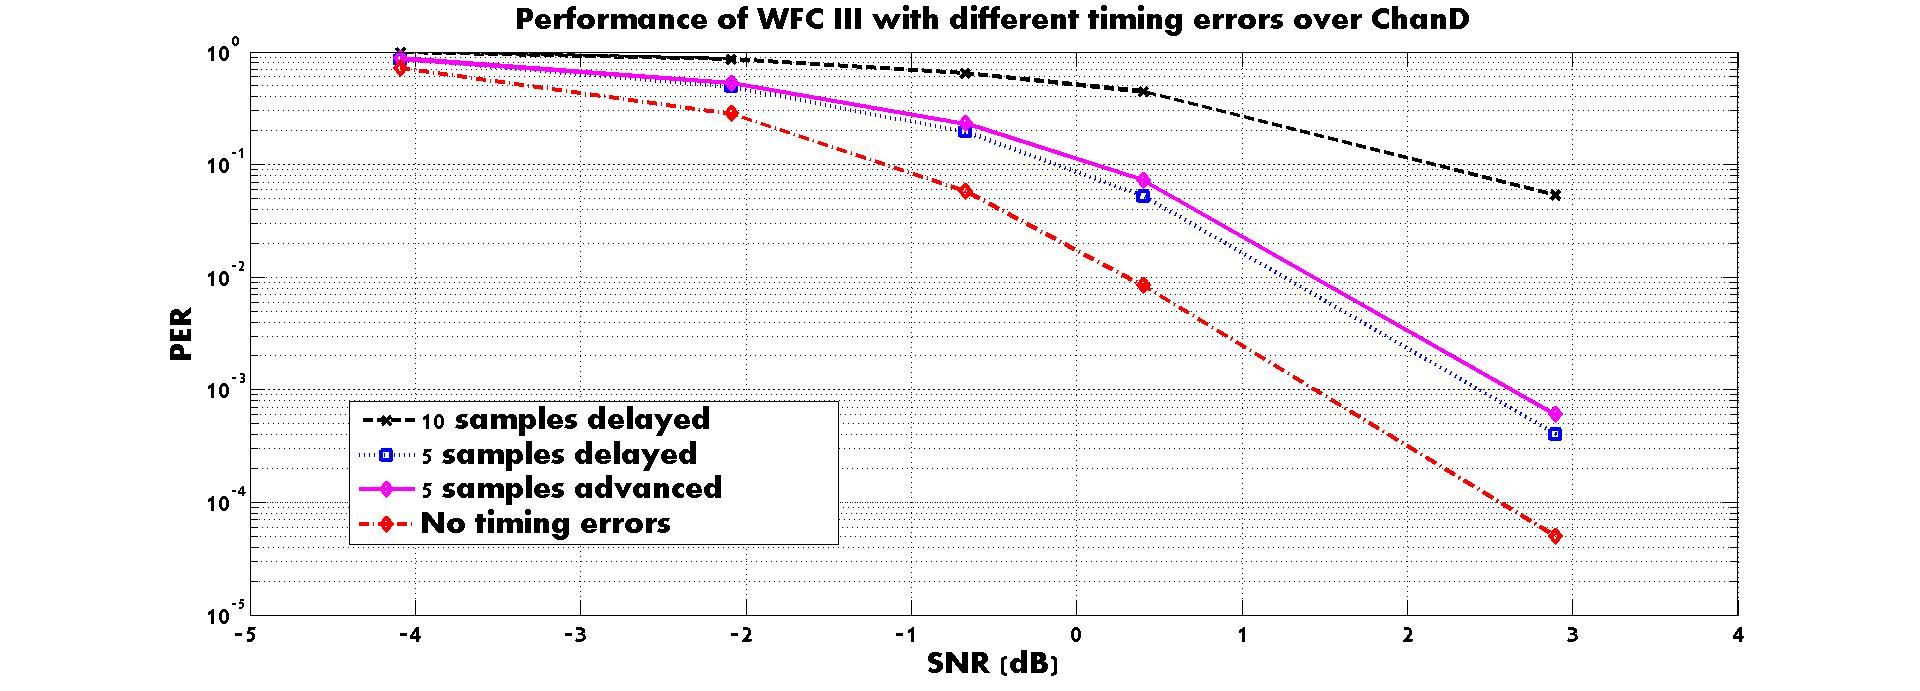 Performance of WFC III with different timing errors over ChanD
10^0
10^-1
10^-2
10^-3
10^-4
10^-5
PER
10 samples delayed
5 samples delayed
5 samples advanced
No timing errors
-5 -4 -3 -2 -1 0 1 2 3 4
SNR (dB)